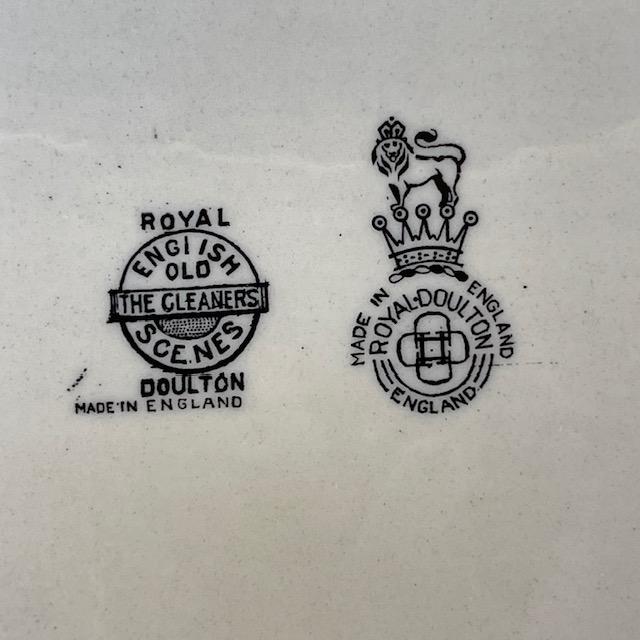 ROYAL
ENGLISH
OLD
THE GLEANERS
SCENES
DOULTON
MADE IN ENGLAND
MADE IN ENGLAND
ROYAL·DOULTON
ENGLAND